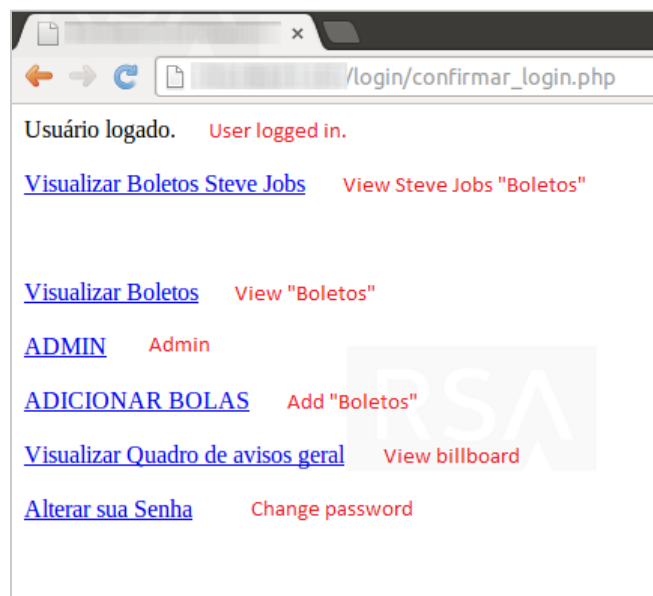 /login/confirmar_login.php
Usuário logado. User logged in.
Visualizar Boletos Steve Jobs View Steve Jobs "Boletos"
Visualizar Boletos View "Boletos"
ADMIN Admin
ADICIONAR BOLAS Add "Boletos"
RSA
Visualizar Quadro de avisos geral View billboard
Alterar sua Senha Change password